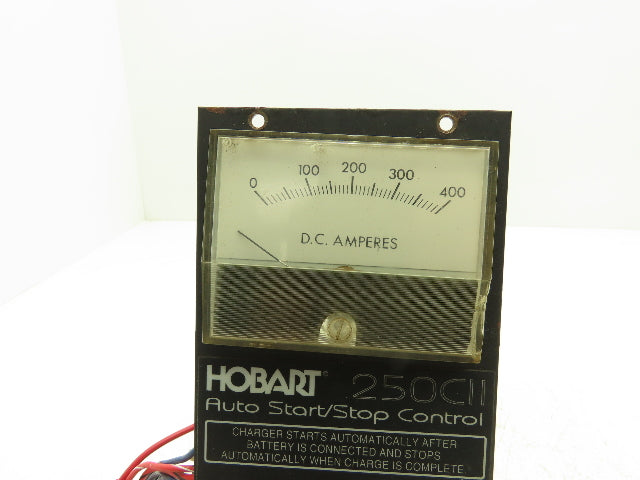 0 100 200 300 400
D.C. AMPERES
HOBART® 250CII
Auto Start/Stop Control
CHARGER STARTS AUTOMATICALLY AFTER
BATTERY IS CONNECTED AND STOPS
AUTOMATICALLY WHEN CHARGE IS COMPLETE.